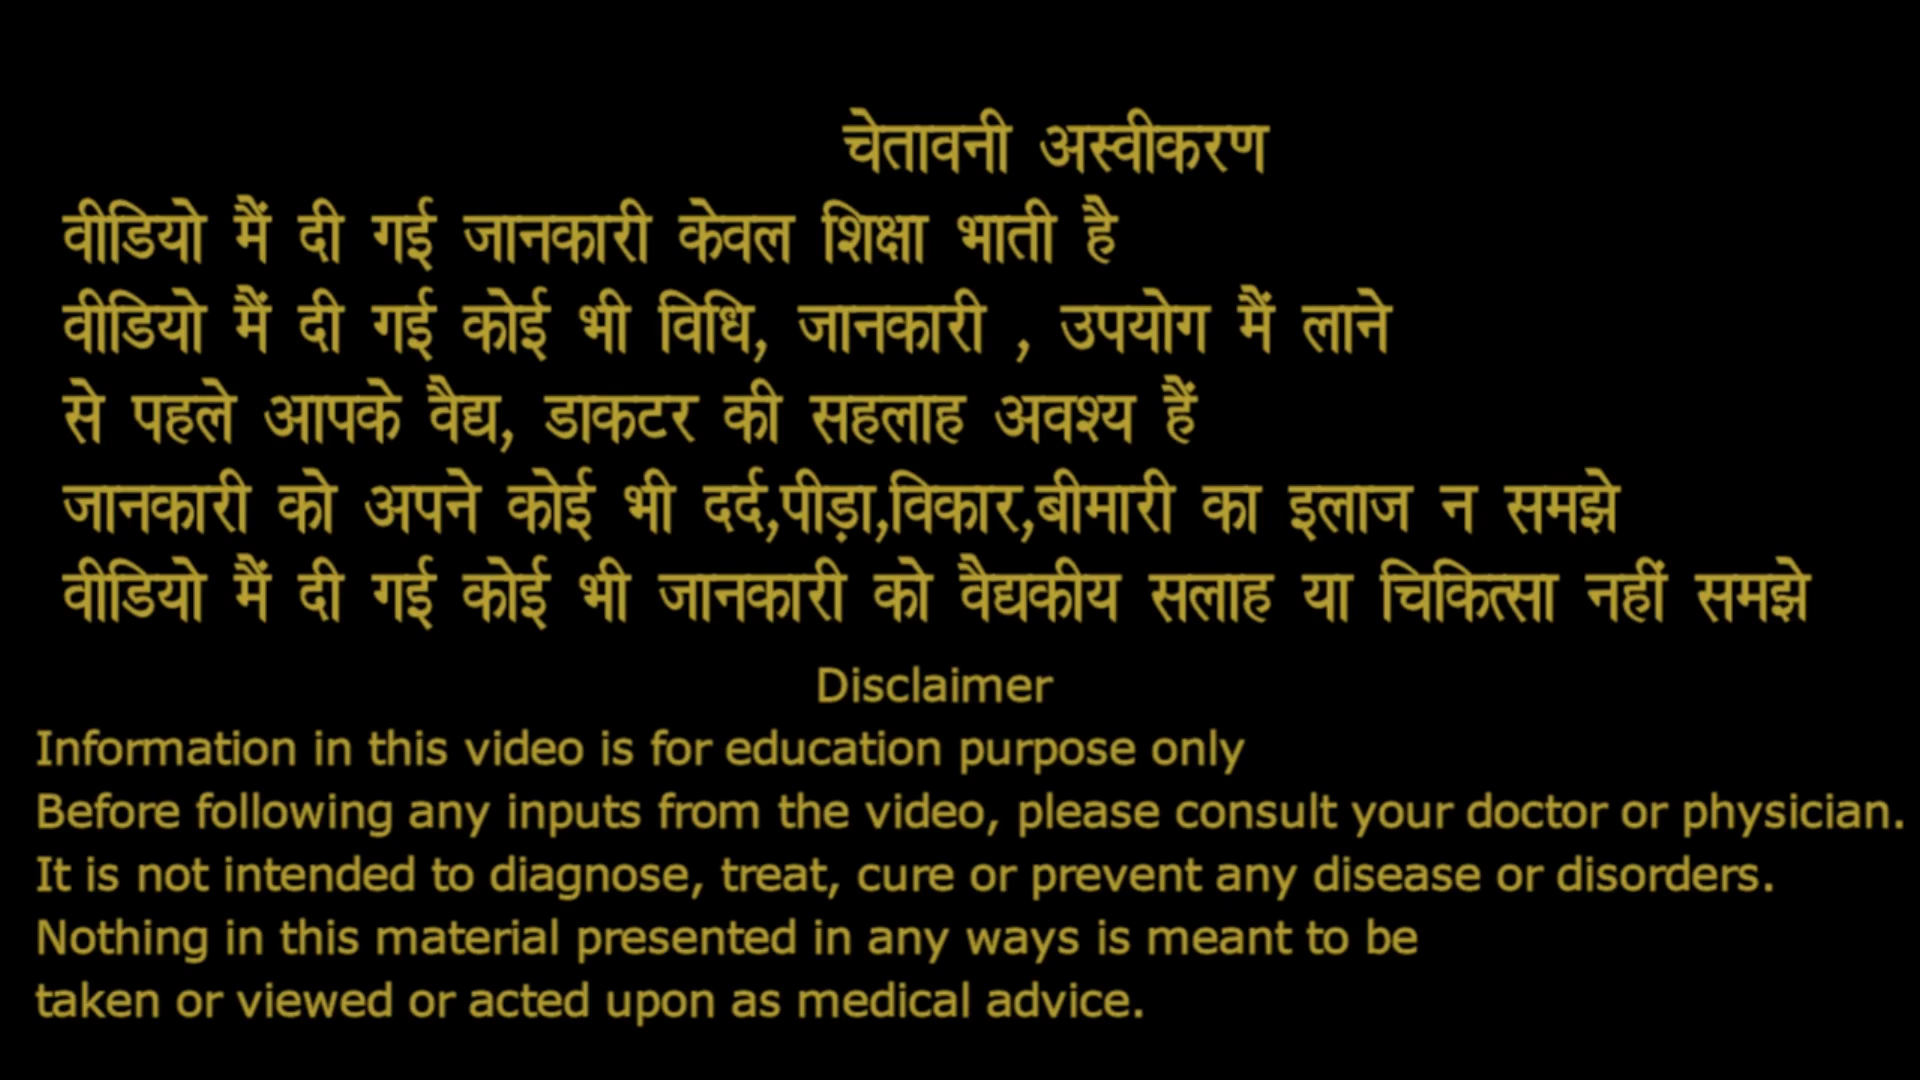 चेतावनी अस्वीकरण
वीडियो मैं दी गई जानकारी केवल शिक्षा भाती है
वीडियो मैं दी गई कोई भी विधि, जानकारी , उपयोग मैं लाने
से पहले आपके वैद्य, डाकटर की सहलाह अवश्य हैं
जानकारी को अपने कोई भी दर्द,पीड़ा,विकार,बीमारी का इलाज न समझे
वीडियो मैं दी गई कोई भी जानकारी को वैद्यकीय सलाह या चिकित्सा नहीं समझे
Disclaimer
Information in this video is for education purpose only
Before following any inputs from the video, please consult your doctor or physician.
It is not intended to diagnose, treat, cure or prevent any disease or disorders.
Nothing in this material presented in any ways is meant to be
taken or viewed or acted upon as medical advice.